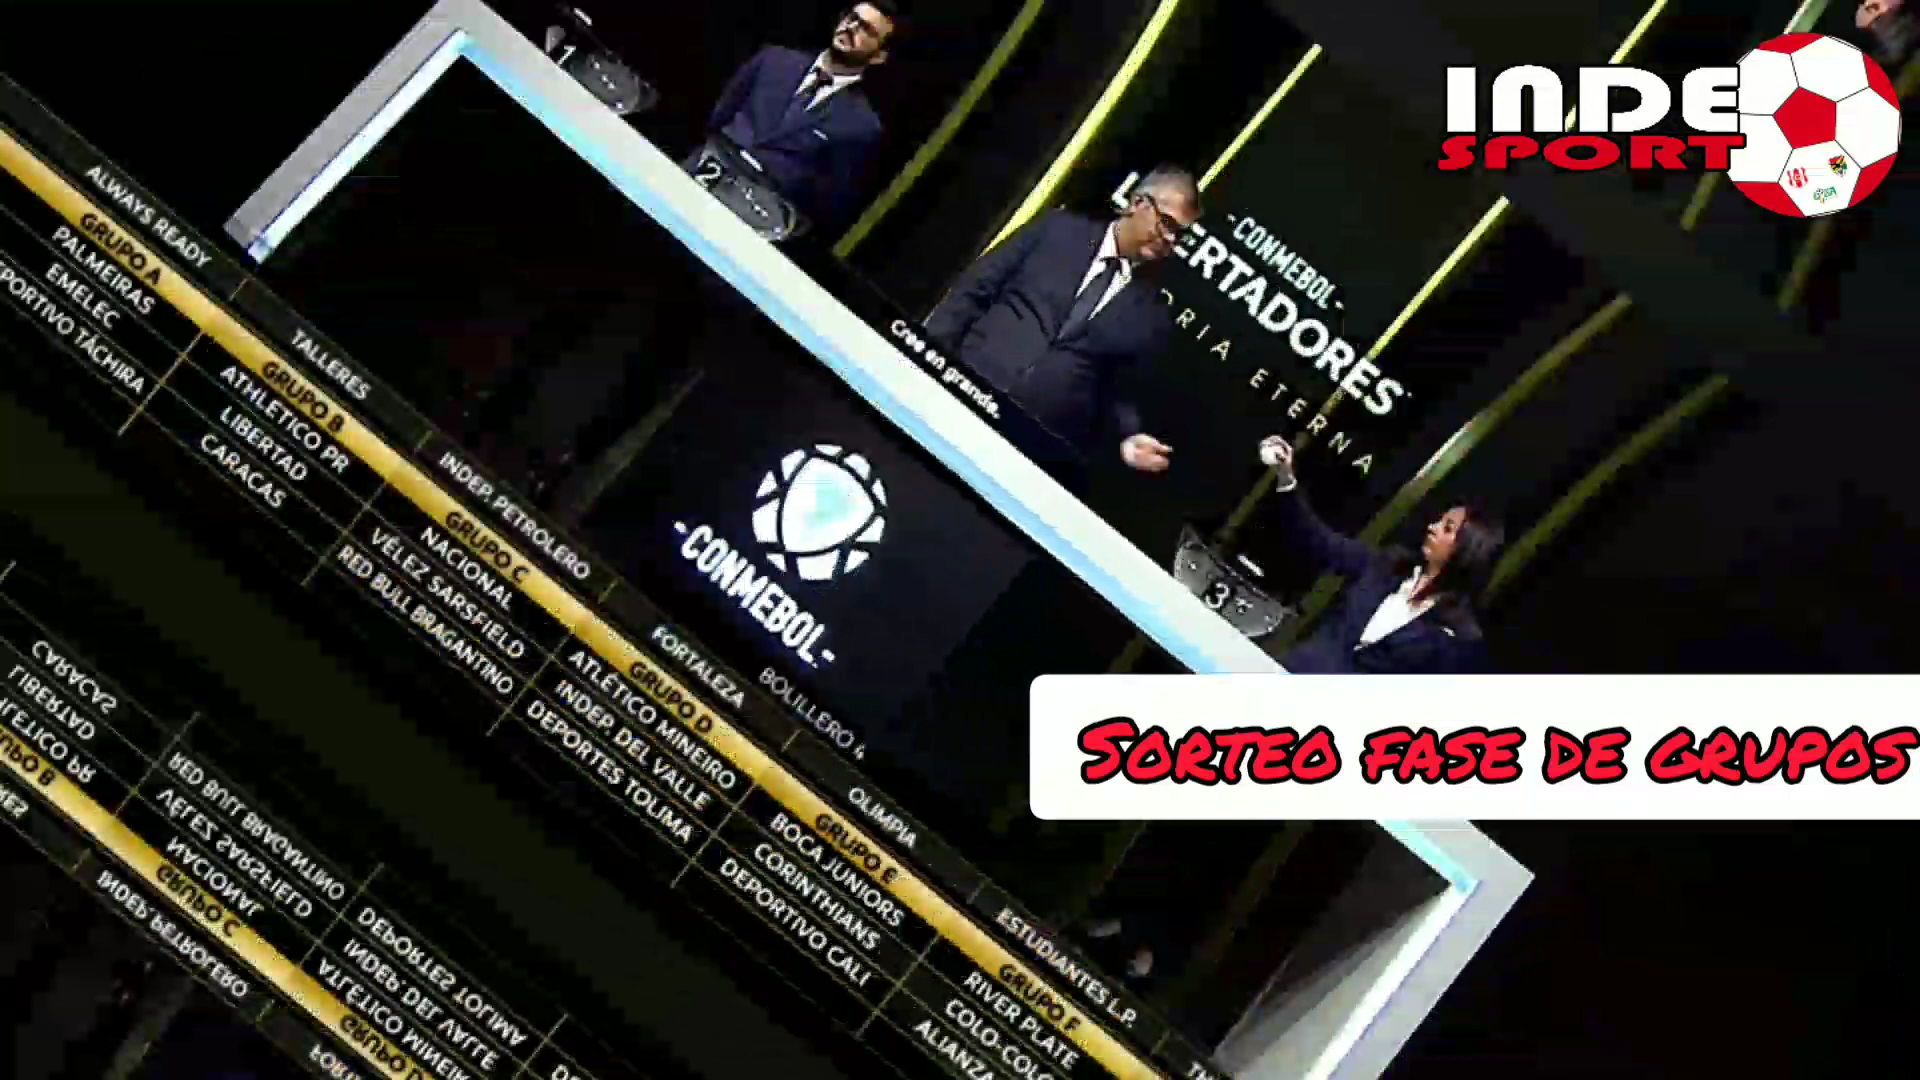 INDE
SPORT
1
2
-CONMEBOL-
LIBERTADORES
ETERNA
Cree en grande.
3
-CONMEBOL-
SORTEO FASE DE GRUPOS
ALWAYS READY
TALLERES
INDEP. PETROLERO
FORTALEZA
BOLILLERO 4
OLIMPIA
ESTUDIANTES L.P.
GRUPO A
PALMEIRAS
EMELEC
TÁCHIRA
GRUPO B
ATHLETICO PR
LIBERTAD
CARACAS
GRUPO C
NACIONAL
VÉLEZ SARSFIELD
RED BULL BRAGANTINO
GRUPO D
ATLÉTICO MINEIRO
INDEP. DEL VALLE
DEPORTES TOLIMA
GRUPO E
BOCA JUNIORS
CORINTHIANS
DEPORTIVO CALI
GRUPO F
RIVER PLATE
COLO-COLO
ALIANZA
CARACAS
LIBERTAD
RED BULL BRAGANTINO
VÉLEZ SARSFIELD
NACIONAL
GRUPO C
INDEP. PETROLERO
DEPORTES TOLIMA
INDEP. DEL VALLE
ATLÉTICO MINEIRO
GRUPO D